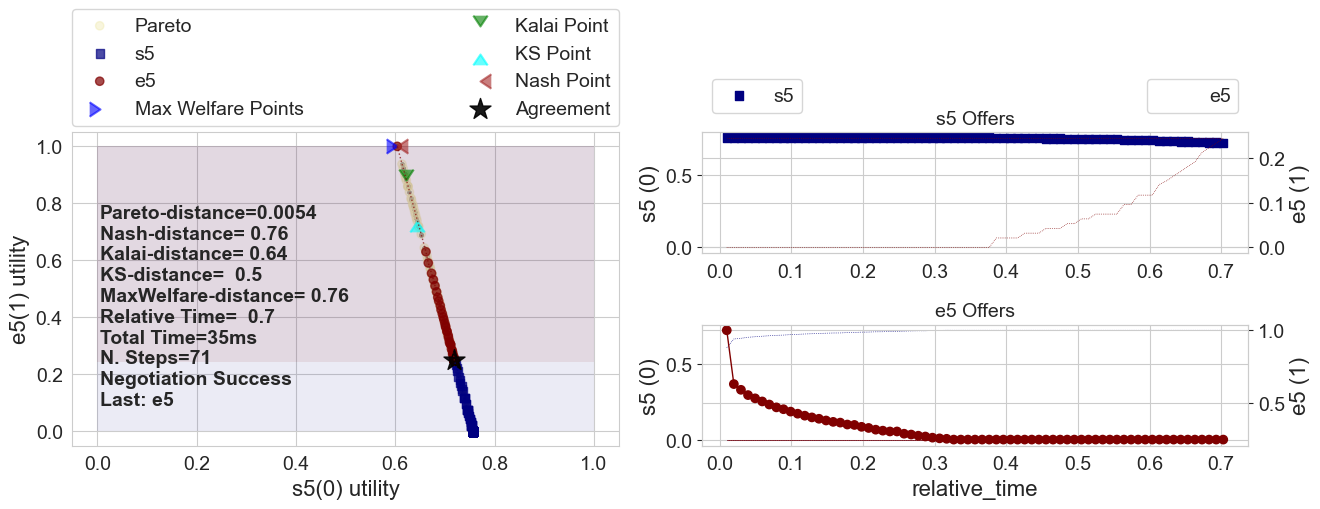 Pareto
s5
e5
Max Welfare Points
Kalai Point
KS Point
Nash Point
Agreement
1.0
0.8
0.6
0.4
0.2
0.0
e5(1) utility
Pareto-distance=0.0054
Nash-distance= 0.76
Kalai-distance= 0.64
KS-distance=  0.5
MaxWelfare-distance= 0.76
Relative Time=  0.7
Total Time=35ms
N. Steps=71
Negotiation Success
Last: e5
0.0 0.2 0.4 0.6 0.8 1.0
s5(0) utility
s5
e5
s5 Offers
0.5
0.0
s5 (0)
0.2
0.1
0.0
e5 (1)
0.0 0.1 0.2 0.3 0.4 0.5 0.6 0.7
e5 Offers
0.5
0.0
s5 (0)
1.0
0.5
e5 (1)
0.0 0.1 0.2 0.3 0.4 0.5 0.6 0.7
relative_time